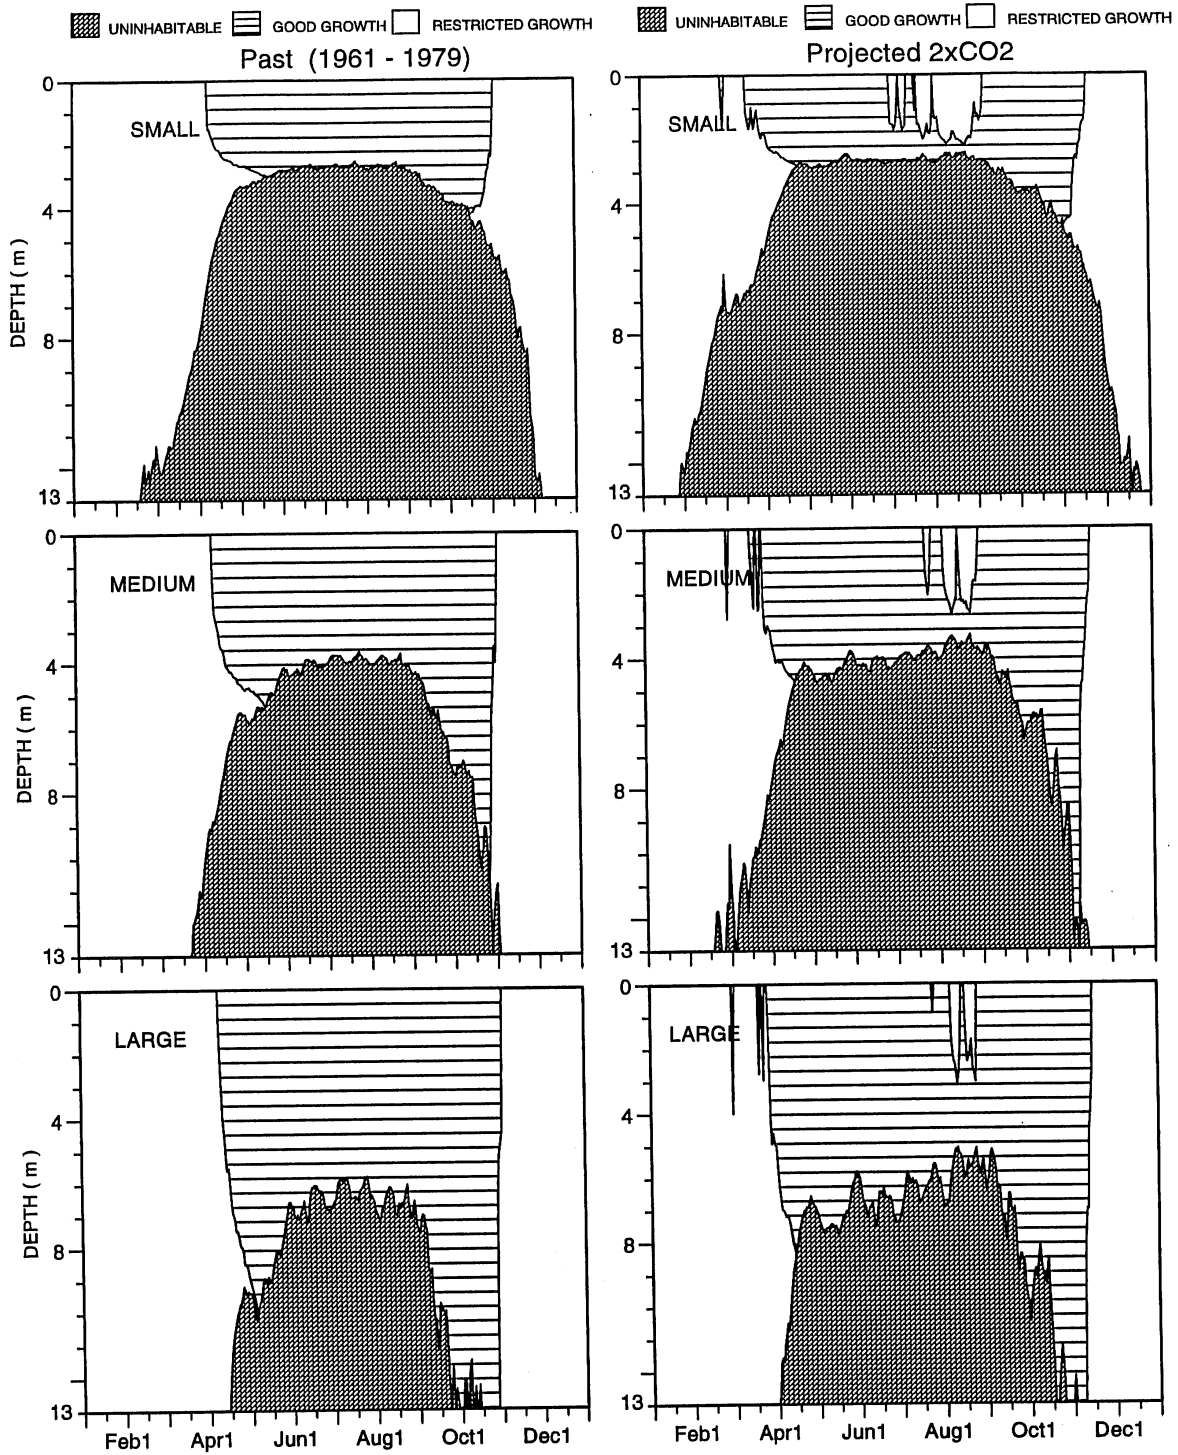 UNINHABITABLE GOOD GROWTH RESTRICTED GROWTH
UNINHABITABLE GOOD GROWTH RESTRICTED GROWTH
Past (1961 - 1979)
Projected 2xCO2
0
SMALL
4
DEPTH ( m )
8
13
0
SMALL
4
8
13
0
MEDIUM
4
DEPTH ( m )
8
13
0
MEDIUM
4
8
13
0
LARGE
4
DEPTH ( m )
8
13
Feb1 Apr1 Jun1 Aug1 Oct1 Dec1
0
LARGE
4
8
13
Feb1 Apr1 Jun1 Aug1 Oct1 Dec1